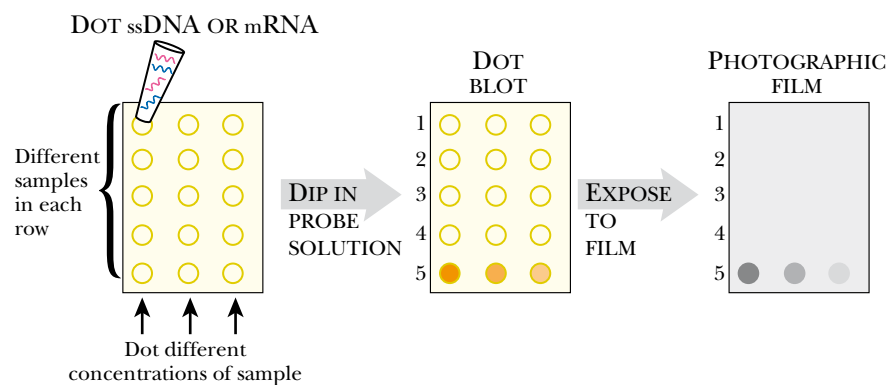 DOT ssDNA OR mRNA
Different
samples
in each
row
Dot different
concentrations of sample
DIP IN
PROBE
SOLUTION
DOT
BLOT
1
2
3
4
5
EXPOSE
TO
FILM
PHOTOGRAPHIC
FILM
1
2
3
4
5